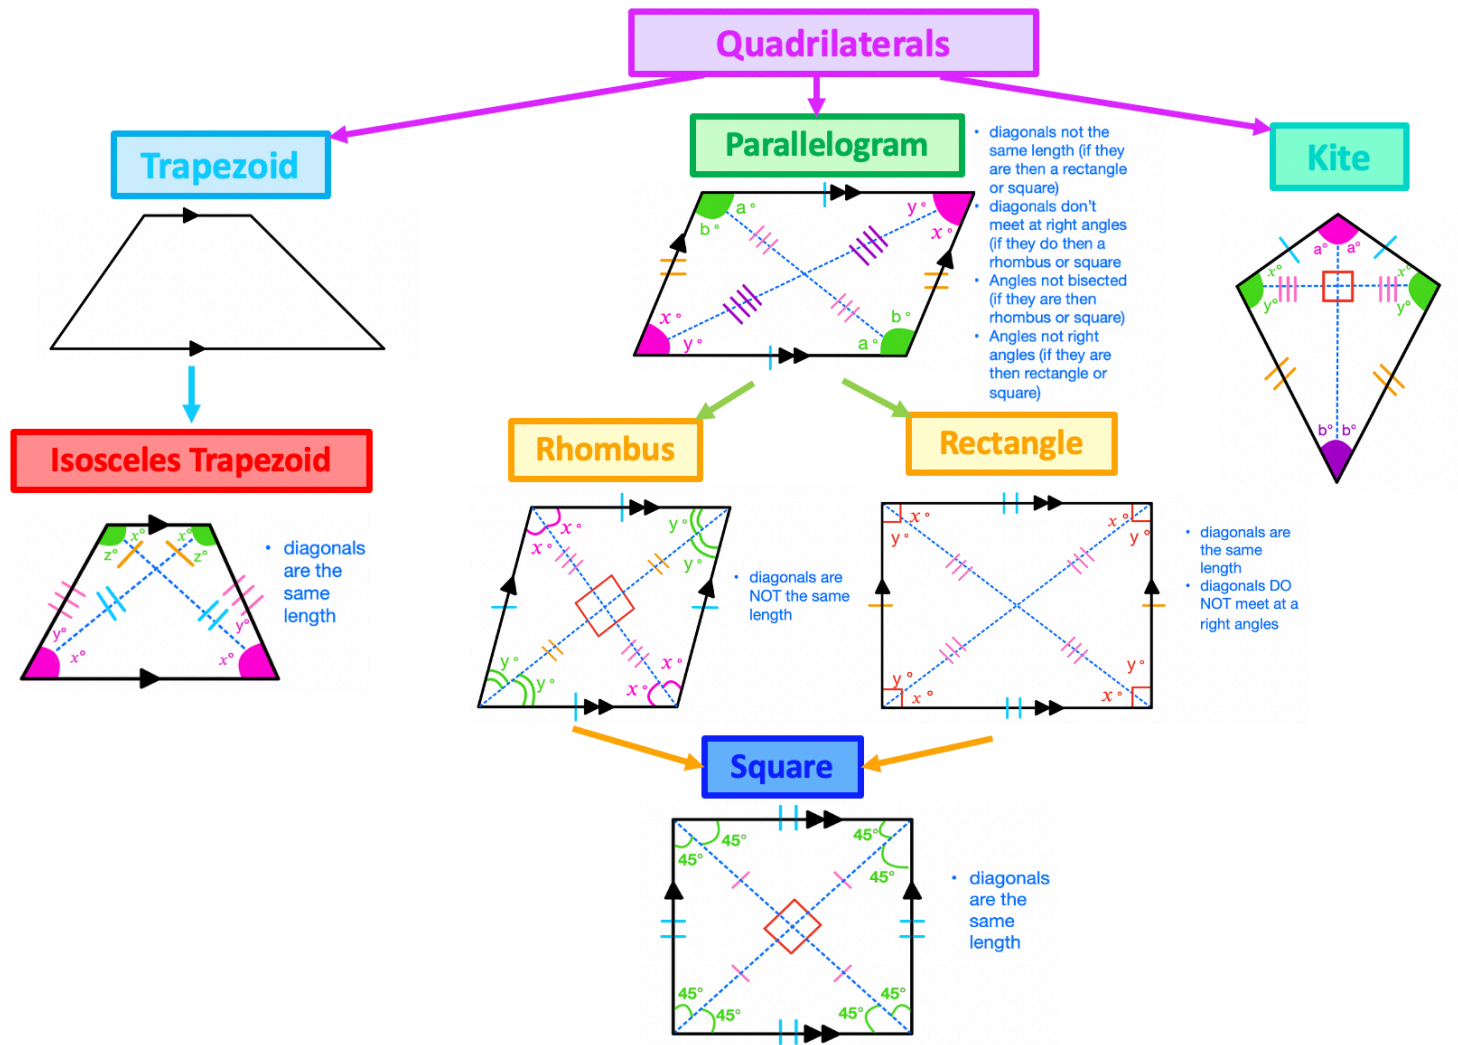 Quadrilaterals
Trapezoid
Parallelogram
• diagonals not the
same length (if they
are then a rectangle
or square)
• diagonals don't
meet at right angles
(if they do then a
rhombus or square
• Angles not bisected
(if they are then
rhombus or square)
• Angles not right
angles (if they are
then rectangle or
square)
Kite
a°
b°
y°
x°
x°
y°
b°
a°
a° a°
x° x°
y° y°
b° b°
Isosceles Trapezoid
x° x°
z° z°
y° y°
x° x°
• diagonals
are the
same
length
Rhombus
x° y°
x° y°
y° x°
y° x°
• diagonals are
NOT the same
length
Rectangle
x° x°
y° y°
y° y°
x° x°
• diagonals are
the same
length
• diagonals DO
NOT meet at a
right angles
Square
45° 45°
45° 45°
45° 45°
45° 45°
• diagonals
are the
same
length